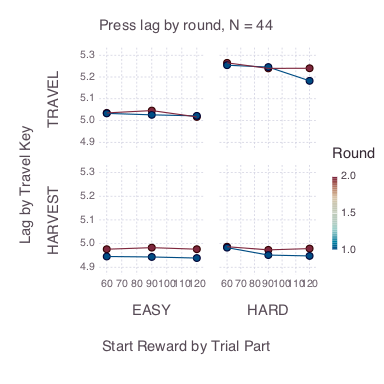 Press lag by round, N = 44
Lag by Travel Key
TRAVEL
5.3
5.2
5.1
5.0
4.9
HARVEST
5.3
5.2
5.1
5.0
4.9
60 70 80 90 100 110 120
60 70 80 90 100 110 120
EASY
HARD
Start Reward by Trial Part
Round
2.0
1.5
1.0